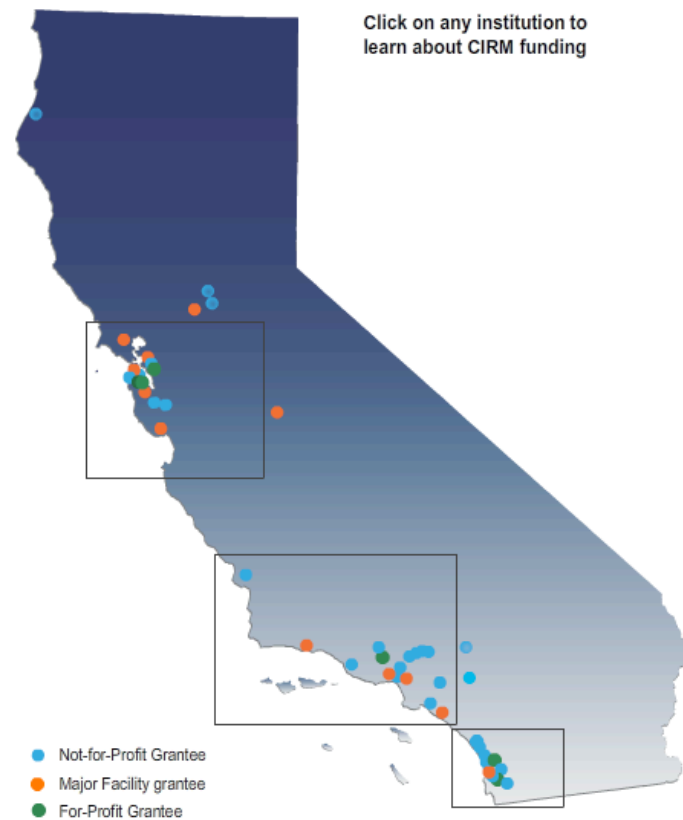 Click on any institution to
learn about CIRM funding
Not-for-Profit Grantee
Major Facility grantee
For-Profit Grantee